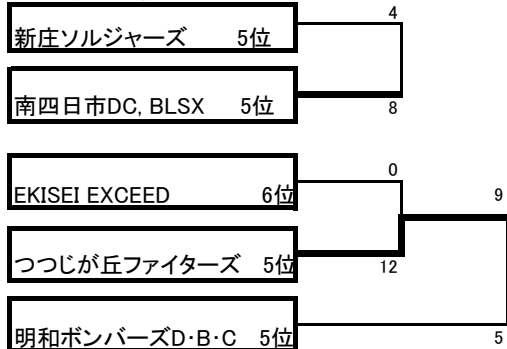 4
新庄ソルジャーズ 5位
南四日市DC, BLSX 5位
8
0
EKISEI EXCEED 6位
9
つつじが丘ファイターズ 5位
12
明和ボンバーズD・B・C 5位
5